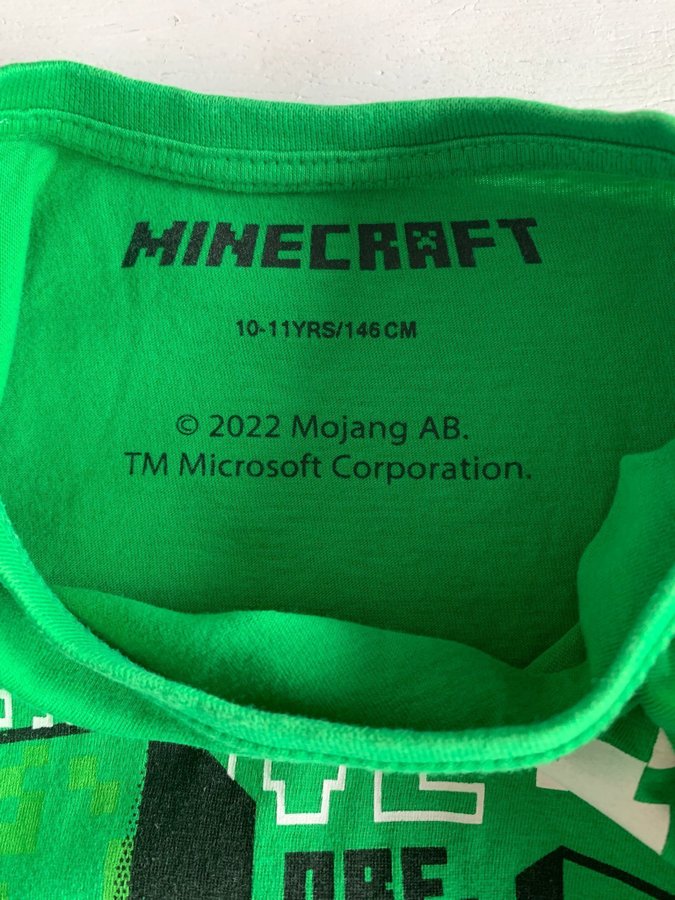 MINECRAFT
10-11YRS/146CM
© 2022 Mojang AB.
TM Microsoft Corporation.